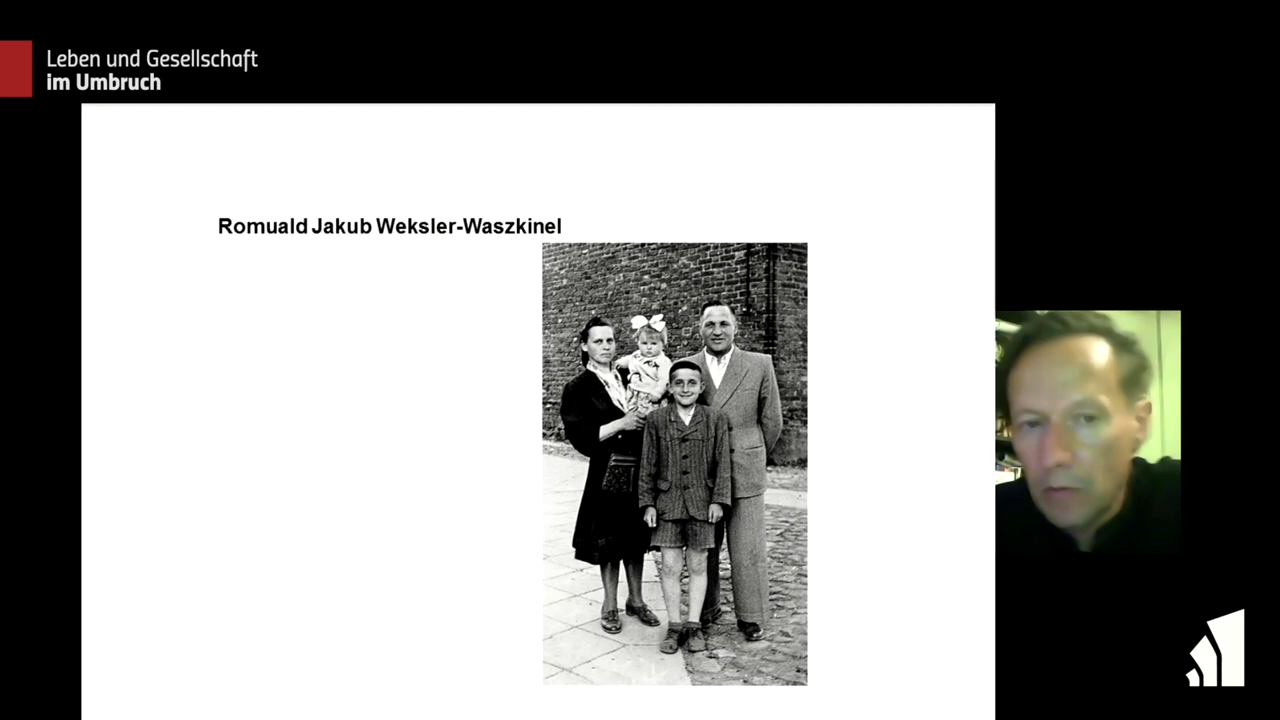 Leben und Gesellschaft
im Umbruch
Romuald Jakub Weksler-Waszkinel